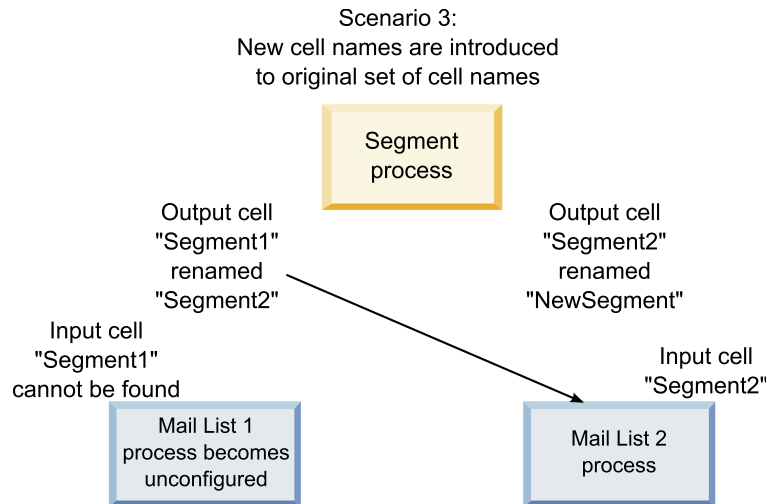 Scenario 3:
New cell names are introduced
to original set of cell names
Segment
process
Output cell
"Segment1"
renamed
"Segment2"
Output cell
"Segment2"
renamed
"NewSegment"
Input cell
"Segment1"
cannot be found
Input cell
"Segment2"
Mail List 1
process becomes
unconfigured
Mail List 2
process